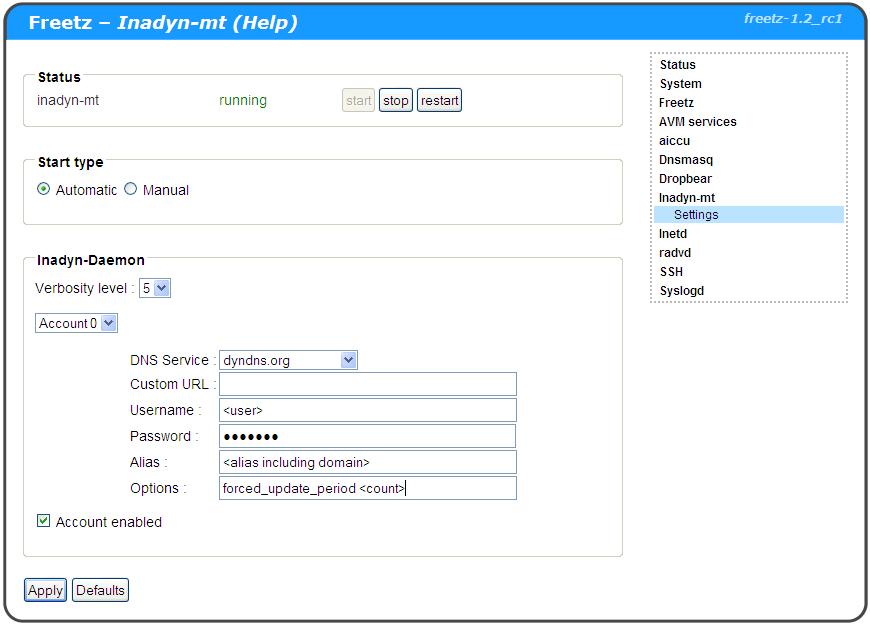 Freetz – Inadyn-mt (Help)
freetz-1.2_rc1
Status
inadyn-mt running start stop restart
Start type
Automatic Manual
Inadyn-Daemon
Verbosity level : 5
Account 0
DNS Service : dyndns.org
Custom URL :
Username : <user>
Password : ●●●●●●●
Alias : <alias including domain>
Options : forced_update_period <count>
Account enabled
Apply Defaults
Status
System
Freetz
AVM services
aiccu
Dnsmasq
Dropbear
Inadyn-mt
Settings
Inetd
radvd
SSH
Syslogd